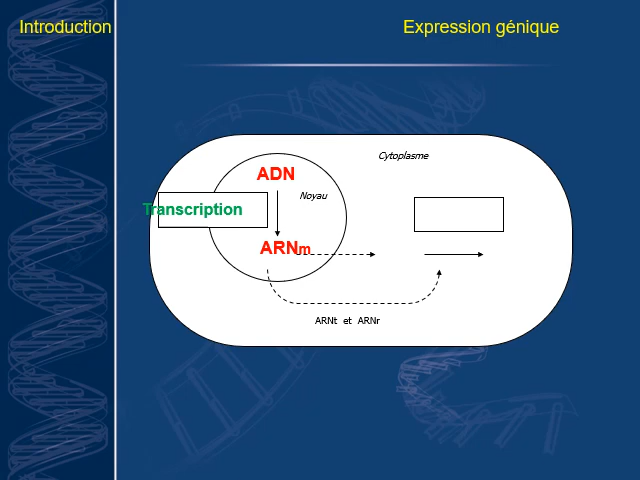 Introduction
Expression génique
Cytoplasme
ADN
Noyau
Transcription
ARNm
ARNt et ARNr